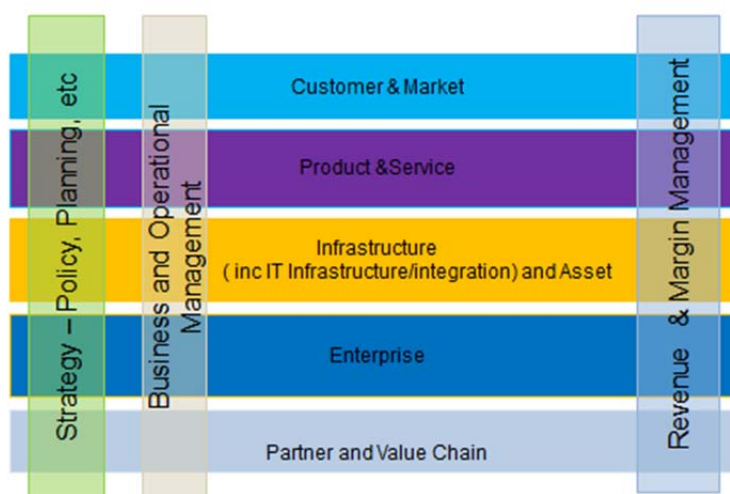 Strategy – Policy, Planning, etc
Business and Operational
Management
Customer & Market
Product &Service
Infrastructure
( inc IT Infrastructure/integration) and Asset
Enterprise
Partner and Value Chain
Revenue & Margin Management